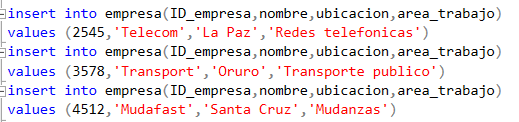 insert into empresa(ID_empresa,nombre,ubicacion,area_trabajo)
values (2545,'Telecom','La Paz','Redes telefonicas')
insert into empresa(ID_empresa,nombre,ubicacion,area_trabajo)
values (3578,'Transport','Oruro','Transporte publico')
insert into empresa(ID_empresa,nombre,ubicacion,area_trabajo)
values (4512,'Mudafast','Santa Cruz','Mudanzas')